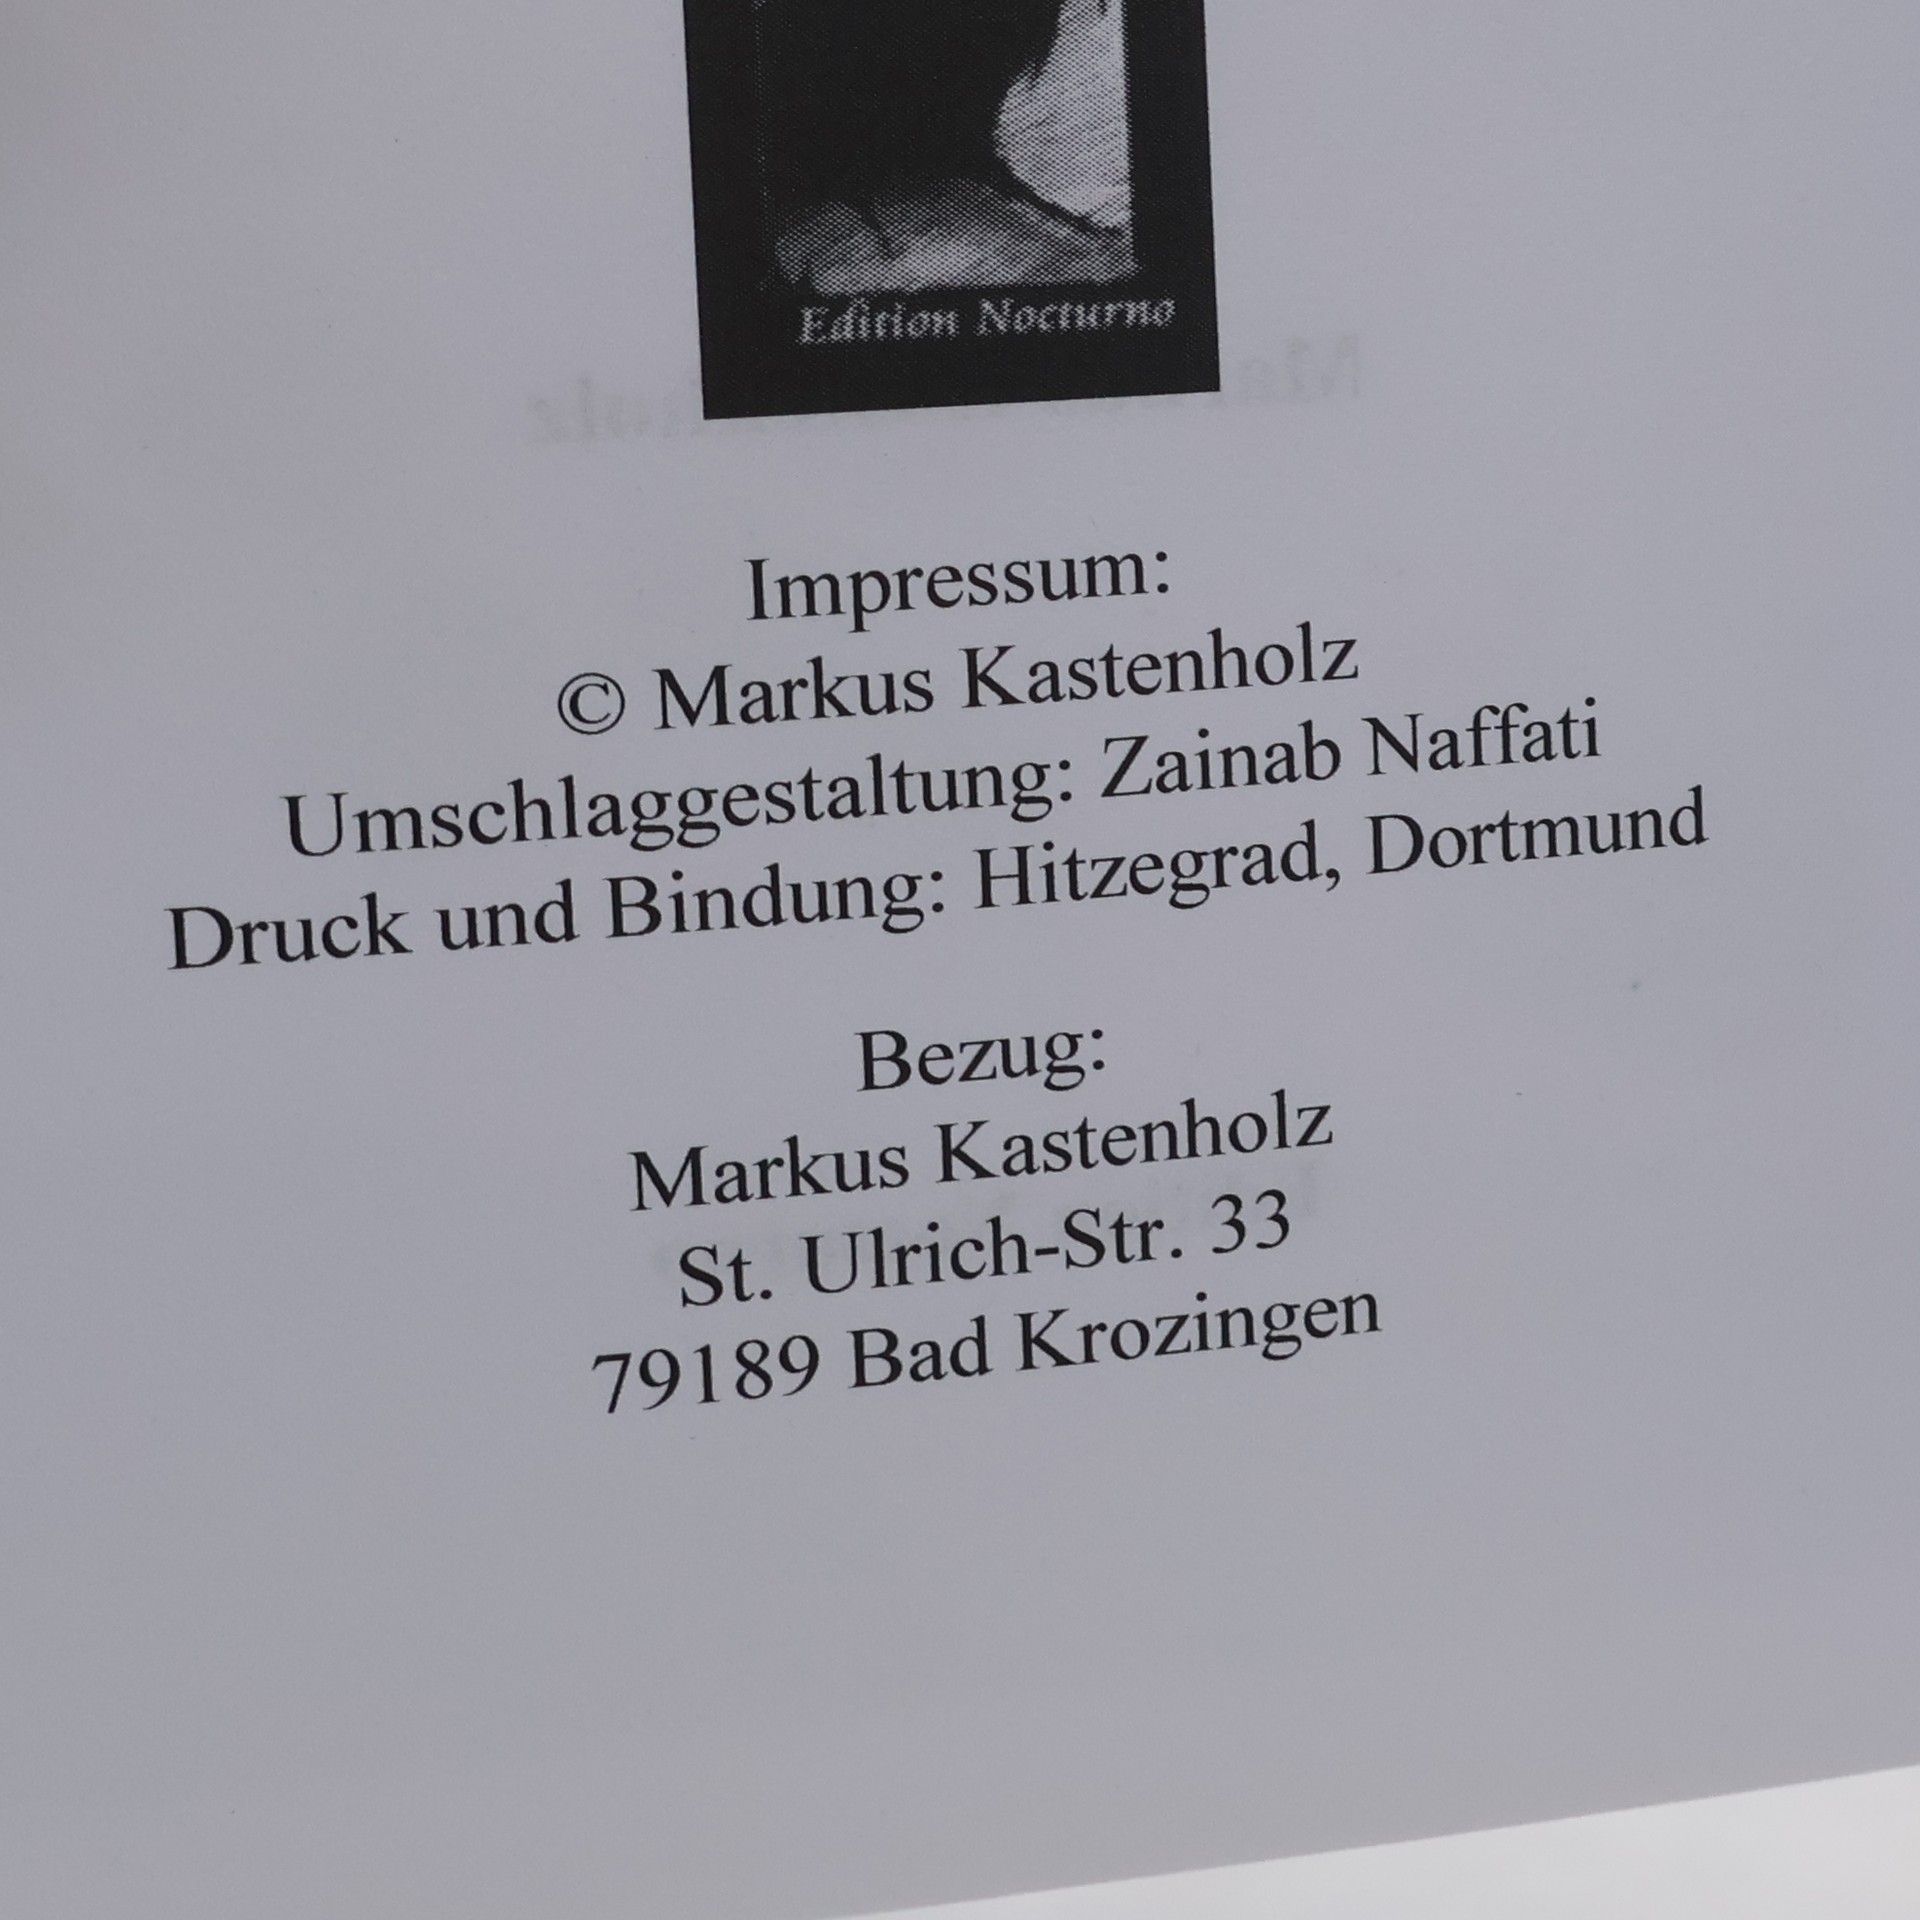 Edition Nocturno
Impressum:
© Markus Kastenholz
Umschlaggestaltung: Zainab Naffati
Druck und Bindung: Hitzegrad, Dortmund
Bezug:
Markus Kastenholz
St. Ulrich-Str. 33
79189 Bad Krozingen